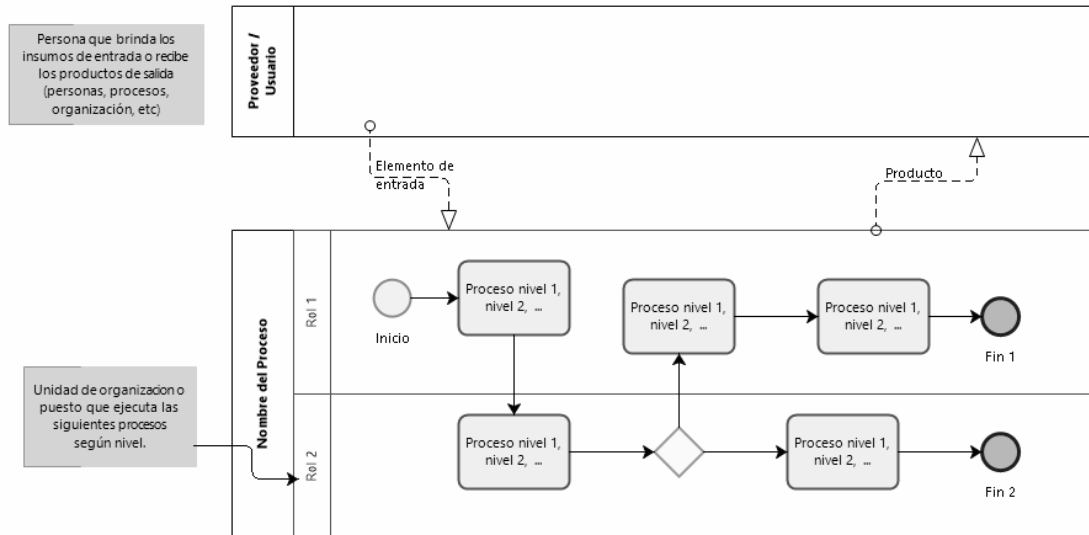 Persona que brinda los
insumos de entrada o recibe
los productos de salida
(personas, procesos,
organización, etc)
Proveedor /
Usuario
Elemento de
entrada
Producto
Nombre del Proceso
Rol 1
Inicio
Proceso nivel 1,
nivel 2, ...
Proceso nivel 1,
nivel 2, ...
Proceso nivel 1,
nivel 2, ...
Fin 1
Unidad de organizacion o
puesto que ejecuta las
siguientes procesos
según nivel.
Rol 2
Proceso nivel 1,
nivel 2, ...
Proceso nivel 1,
nivel 2, ...
Fin 2